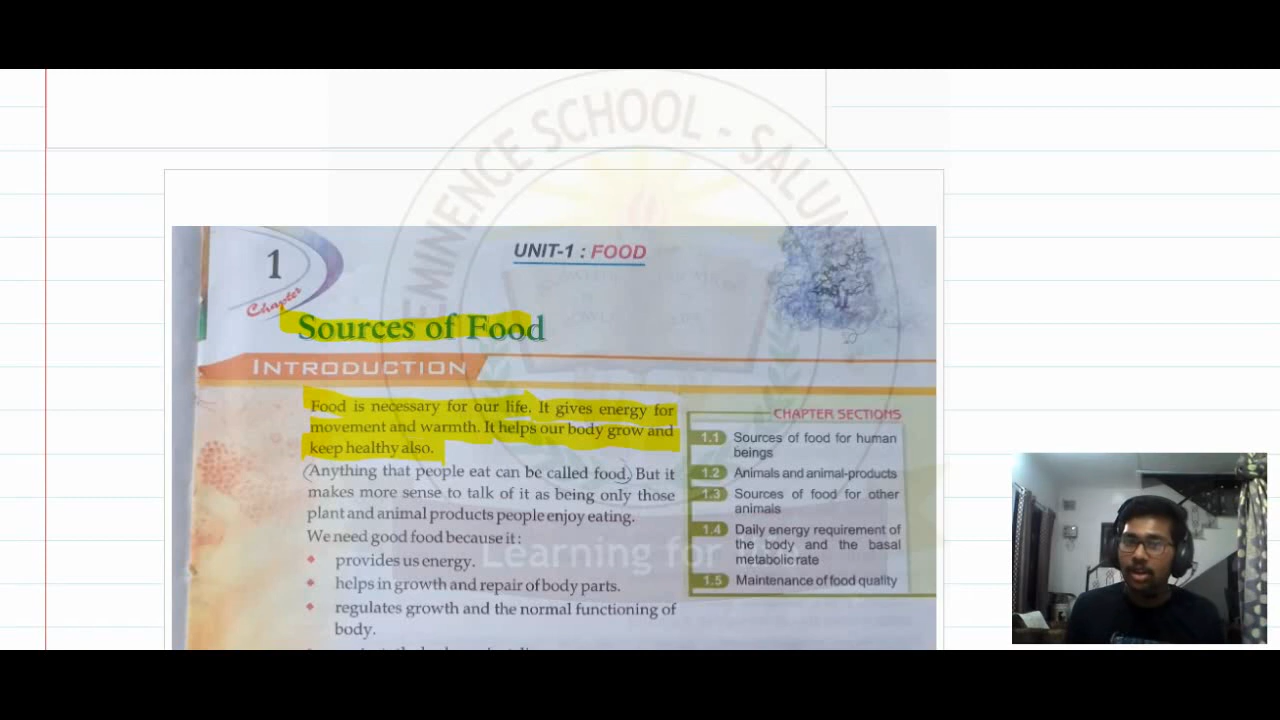 EMINENCE SCHOOL - SALUM
1
Chapter
UNIT-1 : FOOD
Sources of Food
INTRODUCTION
Food is necessary for our life. It gives energy for
movement and warmth. It helps our body grow and
keep healthy also.
(Anything that people eat can be called food.) But it
makes more sense to talk of it as being only those
plant and animal products people enjoy eating.
We need good food because it :
provides us energy.
helps in growth and repair of body parts.
regulates growth and the normal functioning of
body.
CHAPTER SECTIONS
1.1 Sources of food for human
beings
1.2 Animals and animal-products
1.3 Sources of food for other
animals
1.4 Daily energy requirement of
the body and the basal
metabolic rate
1.5 Maintenance of food quality
Learning for